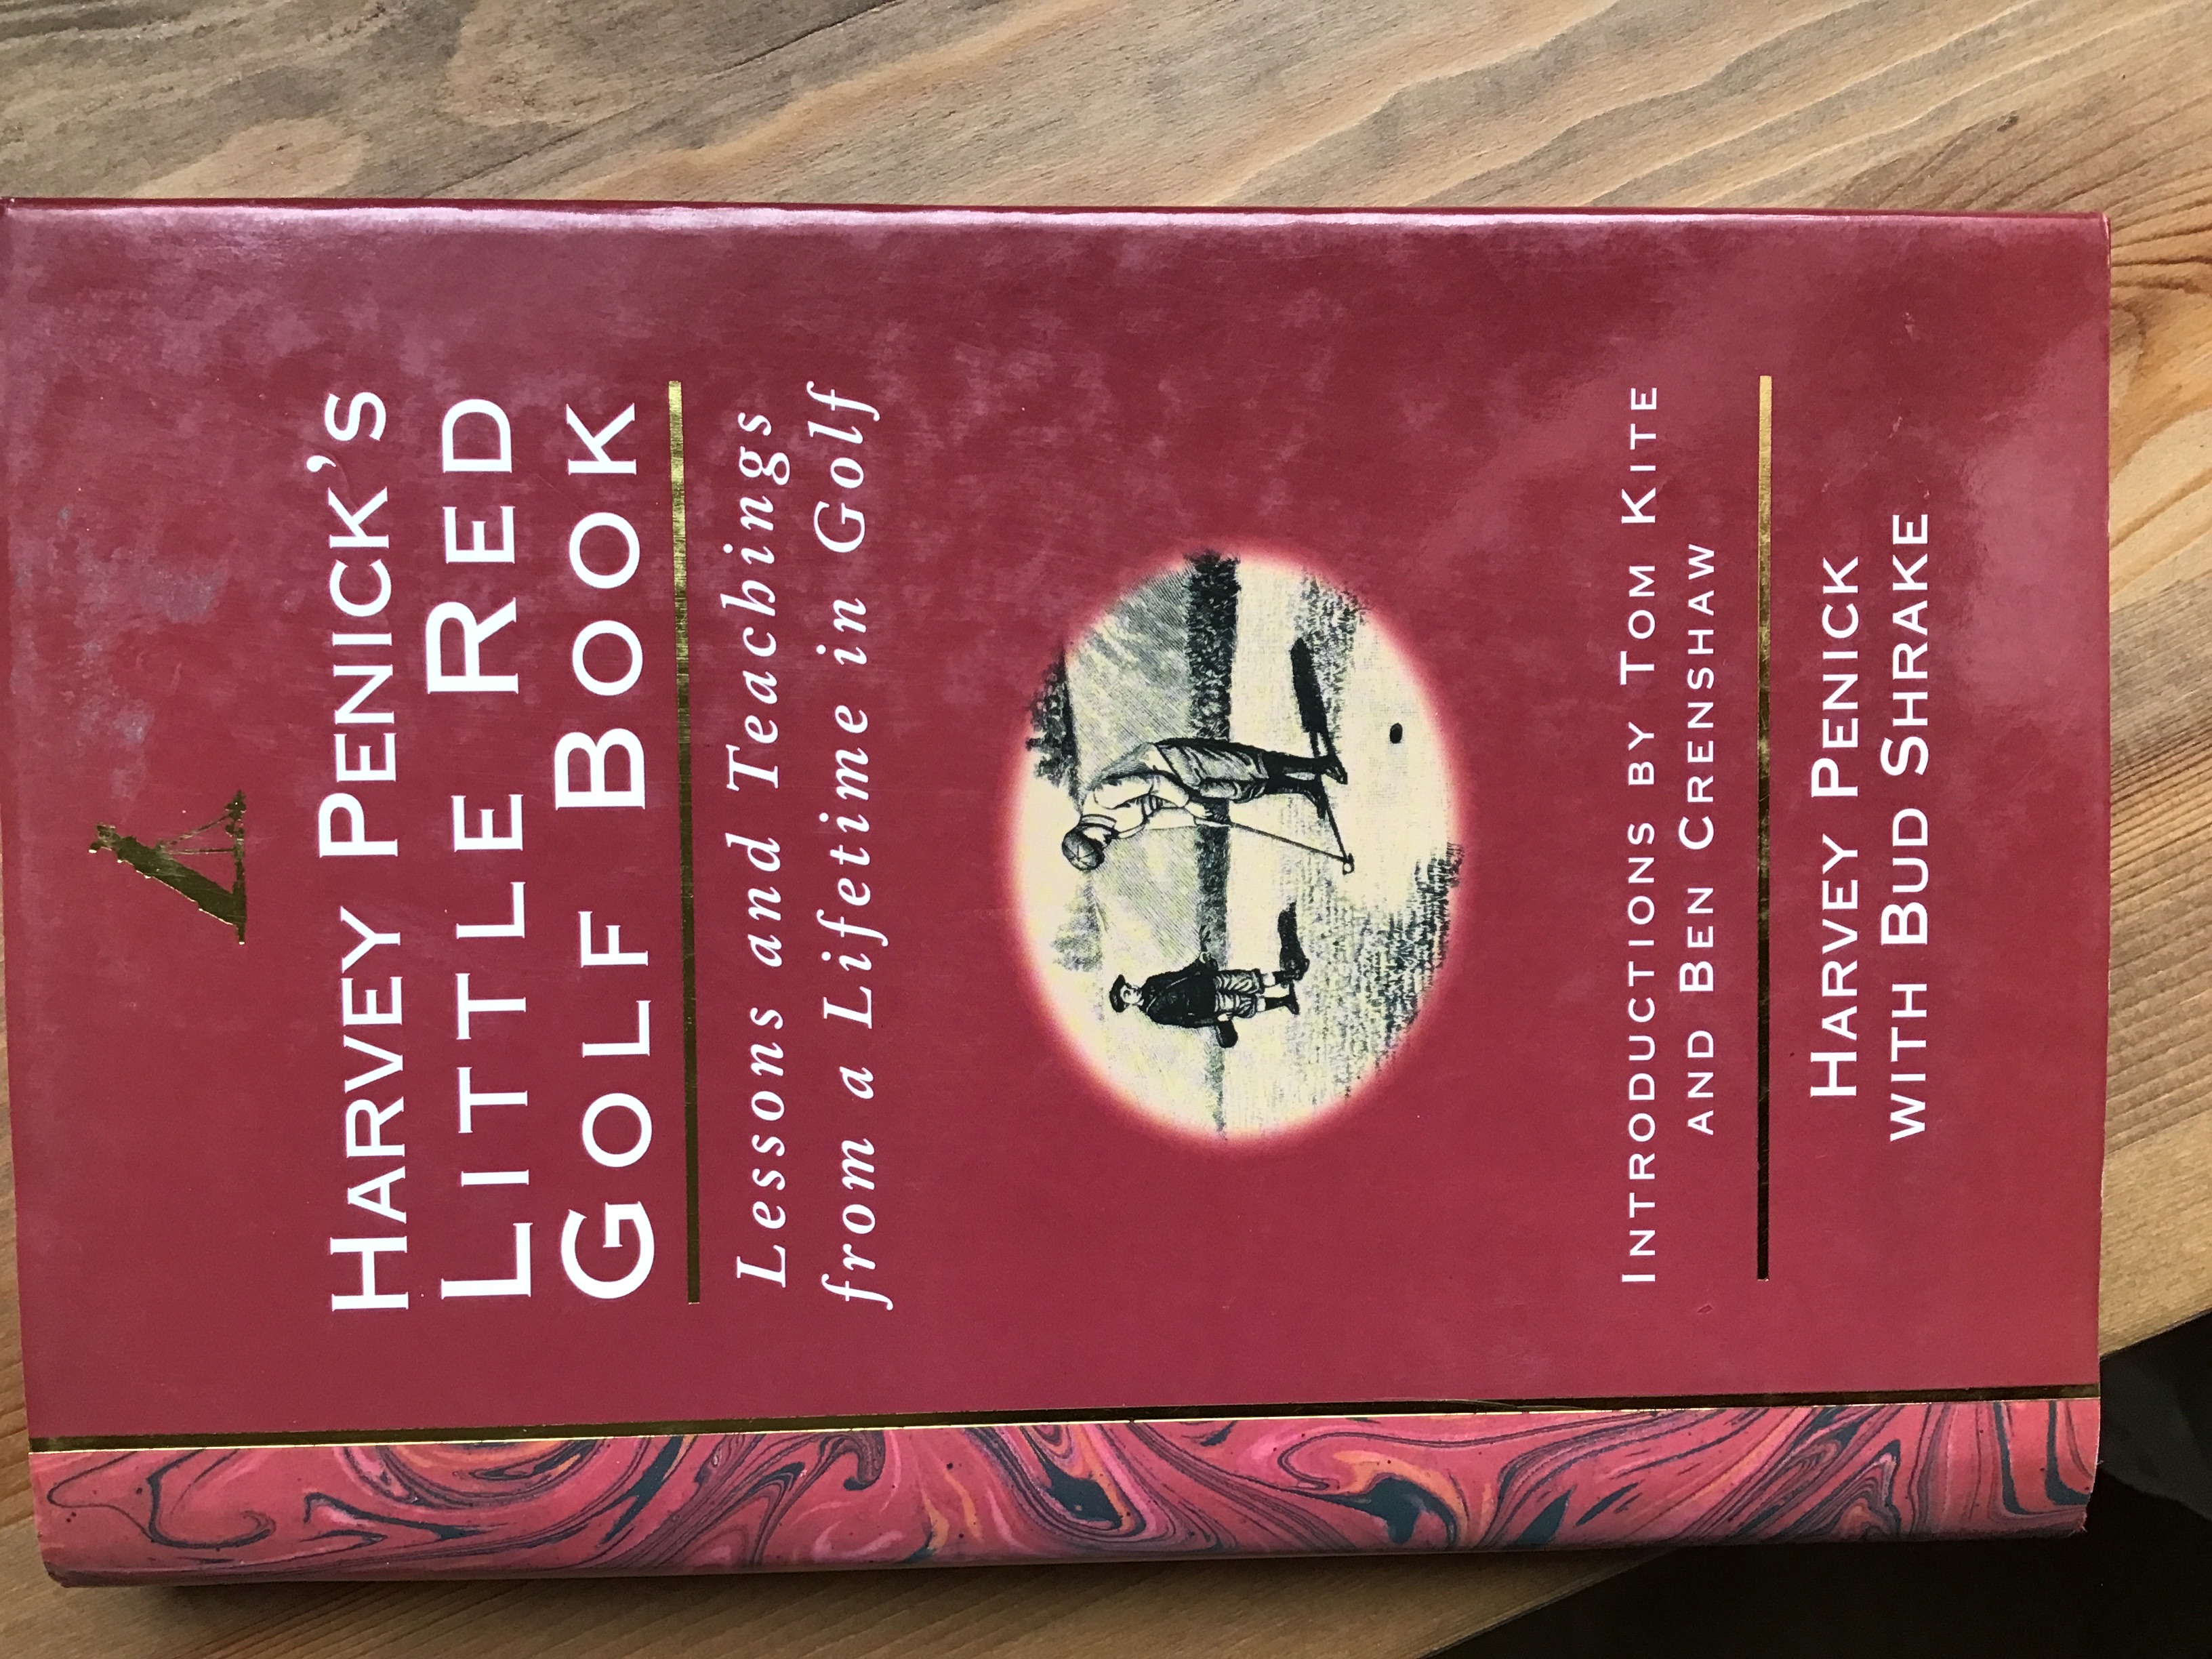 HARVEY PENICK'S
LITTLE RED
GOLF BOOK
Lessons and Teachings
from a Lifetime in Golf
INTRODUCTIONS BY TOM KITE
AND BEN CRENSHAW
HARVEY PENICK
WITH BUD SHRAKE